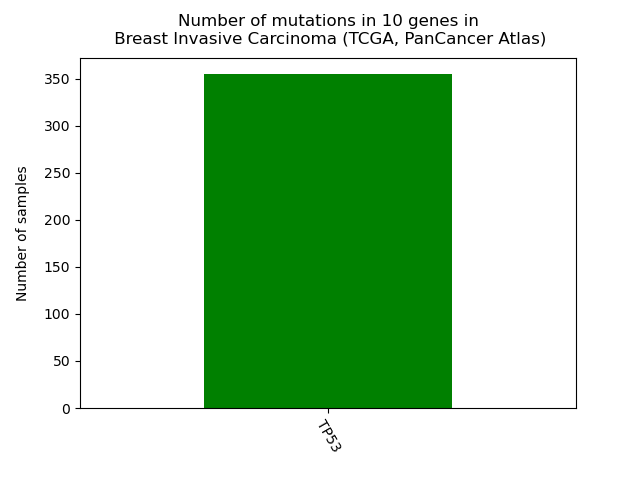 Number of mutations in 10 genes in
Breast Invasive Carcinoma (TCGA, PanCancer Atlas)
Number of samples
350
300
250
200
150
100
50
0
TP53